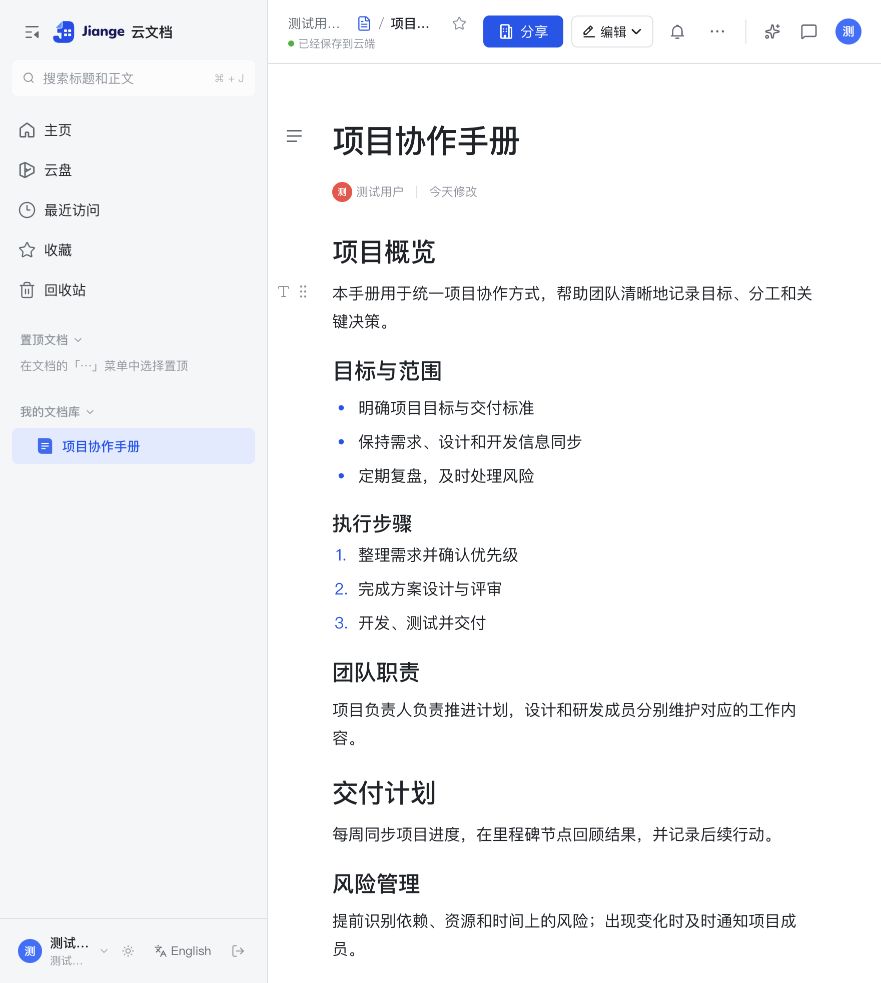 Jiange 云文档
搜索标题和正文 ⌘ + J
主页
云盘
最近访问
收藏
回收站
置顶文档
在文档的「···」菜单中选择置顶
我的文档库
项目协作手册
测试...
测试...
English
测试用... / 项目...
已经保存到云端
分享
编辑
测
项目协作手册
测 测试用户 今天修改
项目概览
本手册用于统一项目协作方式，帮助团队清晰地记录目标、分工和关
键决策。
目标与范围
• 明确项目目标与交付标准
• 保持需求、设计和开发信息同步
• 定期复盘，及时处理风险
执行步骤
1. 整理需求并确认优先级
2. 完成方案设计与评审
3. 开发、测试并交付
团队职责
项目负责人负责推进计划，设计和研发成员分别维护对应的工作内
容。
交付计划
每周同步项目进度，在里程碑节点回顾结果，并记录后续行动。
风险管理
提前识别依赖、资源和时间上的风险；出现变化时及时通知项目成
员。